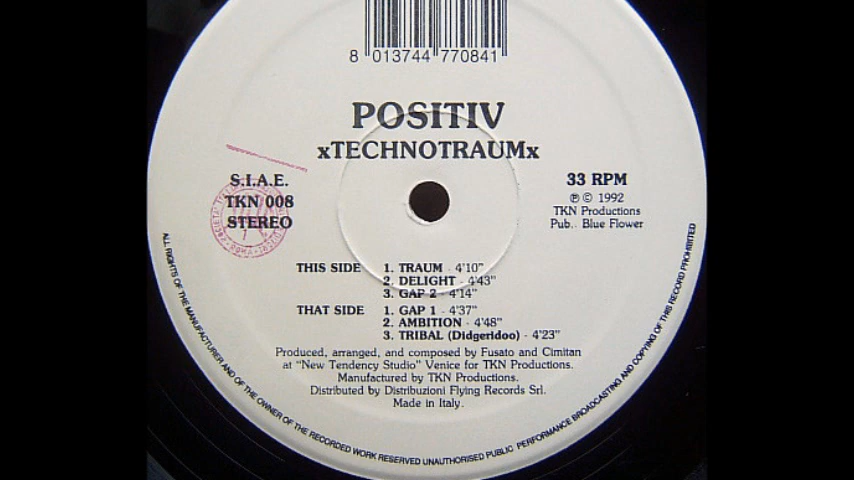 8 013744 770841
POSITIV
xTECHNOTRAUMx
S.I.A.E.
TKN 008
STEREO
33 RPM
℗ © 1992
TKN Productions
Pub.. Blue Flower
THIS SIDE 1. TRAUM - 4'10"
2. DELIGHT - 4'43"
3. GAP 2 - 4'14"
THAT SIDE 1. GAP 1 - 4'37"
2. AMBITION - 4'48"
3. TRIBAL (Didgeridoo) - 4'23"
Produced, arranged, and composed by Fusato and Cimitan
at "New Tendency Studio" Venice for TKN Productions.
Manufactured by TKN Productions.
Distributed by Distribuzioni Flying Records Srl.
Made in Italy.
ALL RIGHTS OF THE MANUFACTURER AND OF THE OWNER OF THE RECORDED WORK RESERVED UNAUTHORISED PUBLIC PERFORMANCE BROADCASTING AND COPYING OF THIS RECORD PROHIBITED